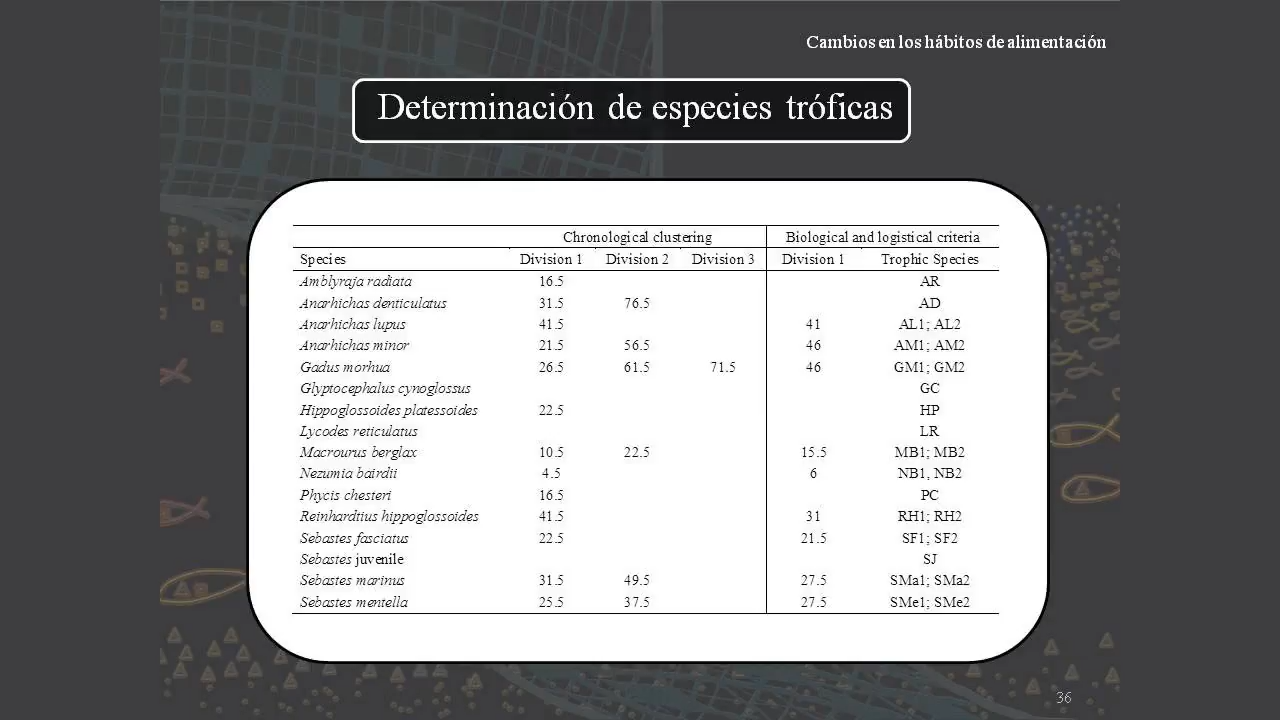 Cambios en los hábitos de alimentación
Determinación de especies tróficas
Chronological clustering Biological and logistical criteria
Species Division 1 Division 2 Division 3 Division 1 Trophic Species
Amblyraja radiata 16.5 AR
Anarhichas denticulatus 31.5 76.5 AD
Anarhichas lupus 41.5 41 AL1; AL2
Anarhichas minor 21.5 56.5 46 AM1; AM2
Gadus morhua 26.5 61.5 71.5 46 GM1; GM2
Glyptocephalus cynoglossus GC
Hippoglossoides platessoides 22.5 HP
Lycodes reticulatus LR
Macrourus berglax 10.5 22.5 15.5 MB1; MB2
Nezumia bairdii 4.5 6 NB1, NB2
Phycis chesteri 16.5 PC
Reinhardtius hippoglossoides 41.5 31 RH1; RH2
Sebastes fasciatus 22.5 21.5 SF1; SF2
Sebastes juvenile SJ
Sebastes marinus 31.5 49.5 27.5 SMa1; SMa2
Sebastes mentella 25.5 37.5 27.5 SMe1; SMe2
36